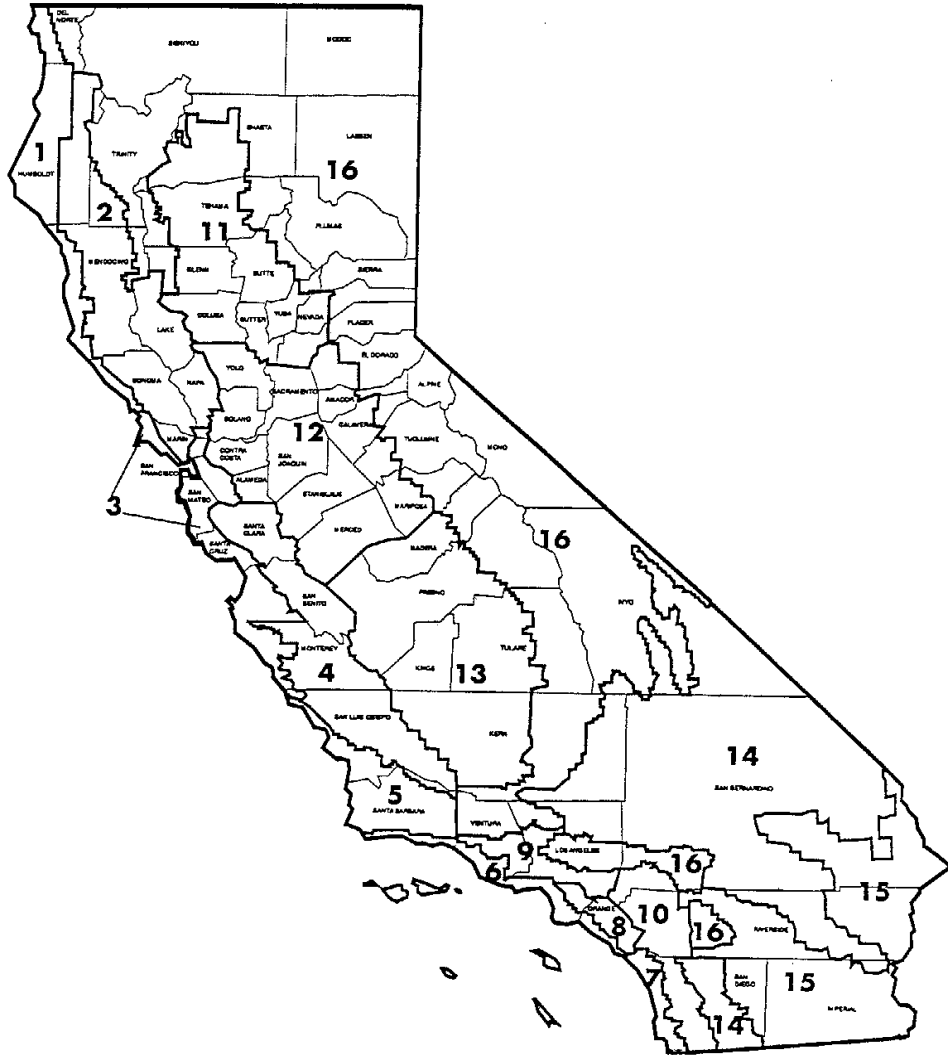 DEL
NORTE
SISKIYOU
MODOC
SHASTA
LASSEN
1
HUMBOLDT
TRINITY
16
2
TEHAMA
11
PLUMAS
MENDOCINO
GLENN
BUTTE
SIERRA
LAKE
COLUSA
SUTTER
YUBA
NEVADA
PLACER
EL DORADO
SONOMA
NAPA
YOLO
SACRAMENTO
AMADOR
ALPINE
SOLANO
12
CALAVERAS
MARIN
CONTRA
COSTA
SAN
JOAQUIN
TUOLUMNE
MONO
SAN
FRANCISCO
SAN
MATEO
ALAMEDA
3
STANISLAUS
MARIPOSA
SANTA
CLARA
MERCED
SANTA
CRUZ
MADERA
16
SAN
BENITO
FRESNO
INYO
MONTEREY
4
KINGS
13
TULARE
SAN LUIS OBISPO
KERN
14
SAN BERNARDINO
5
SANTA BARBARA
VENTURA
9
LOS ANGELES
6
16
15
ORANGE
8
10
16
RIVERSIDE
7
SAN
DIEGO
15
14
IMPERIAL